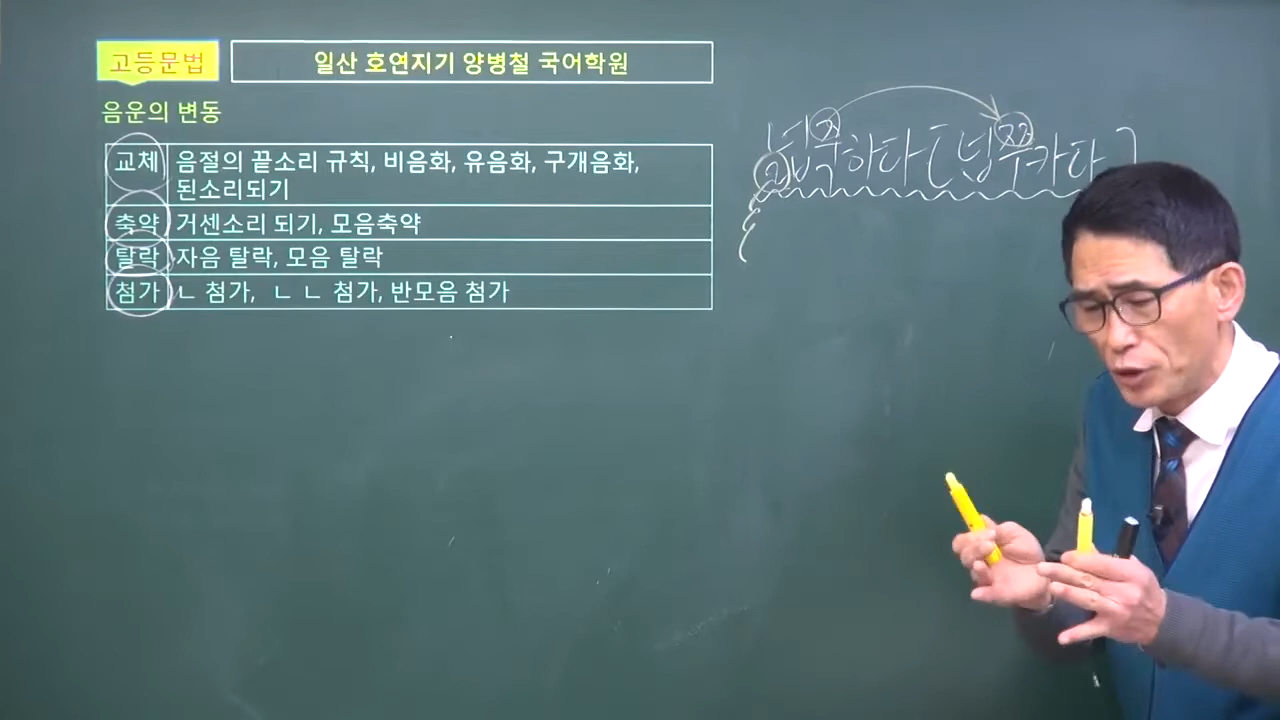 고등문법
일산 호연지기 양병철 국어학원
음운의 변동
교체 음절의 끝소리 규칙, 비음화, 유음화, 구개음화,
된소리되기
축약 거센소리 되기, 모음축약
탈락 자음 탈락, 모음 탈락
첨가 ㄴ 첨가, ㄴㄴ 첨가, 반모음 첨가
넙죽하다 [넙쭈카다]